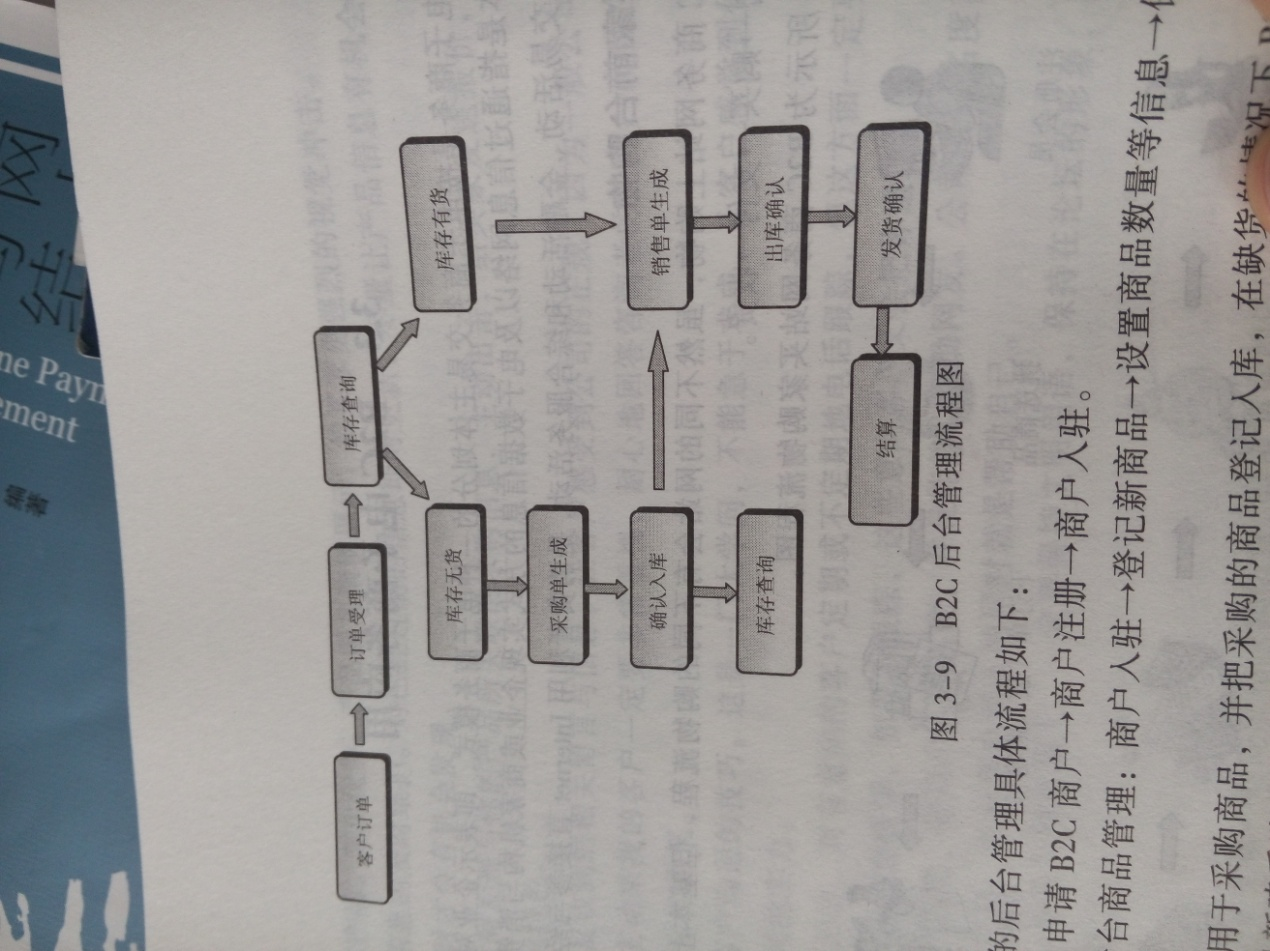 网
结
ne Payn
ement
编
著
客户订单
订单受理
库存查询
库存有货
库存无货
采购单生成
确认入库
库存查询
销售单生成
出库确认
发货确认
结算
图 3-9 B2C 后台管理流程图
的后台管理具体流程如下：
申请 B2C 商户→商户注册→商户入驻。
台商品管理：商户入驻→登记新商品→设置商品数量等信息→
用于采购商品，并把采购的商品登记入库，在缺货的情况下